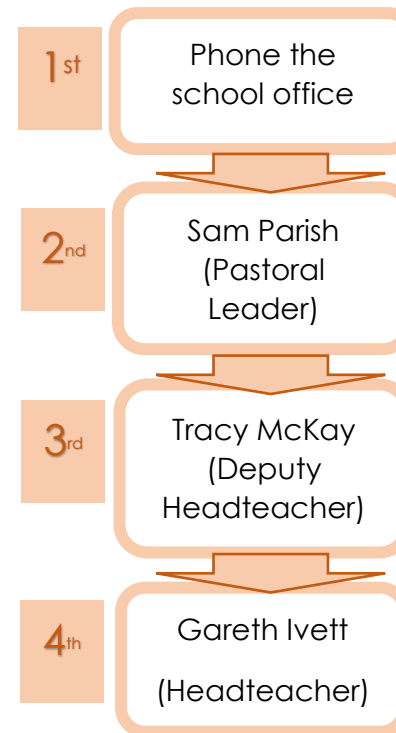 1st
Phone the
school office
2nd
Sam Parish
(Pastoral
Leader)
3rd
Tracy McKay
(Deputy
Headteacher)
4th
Gareth Ivett
(Headteacher)